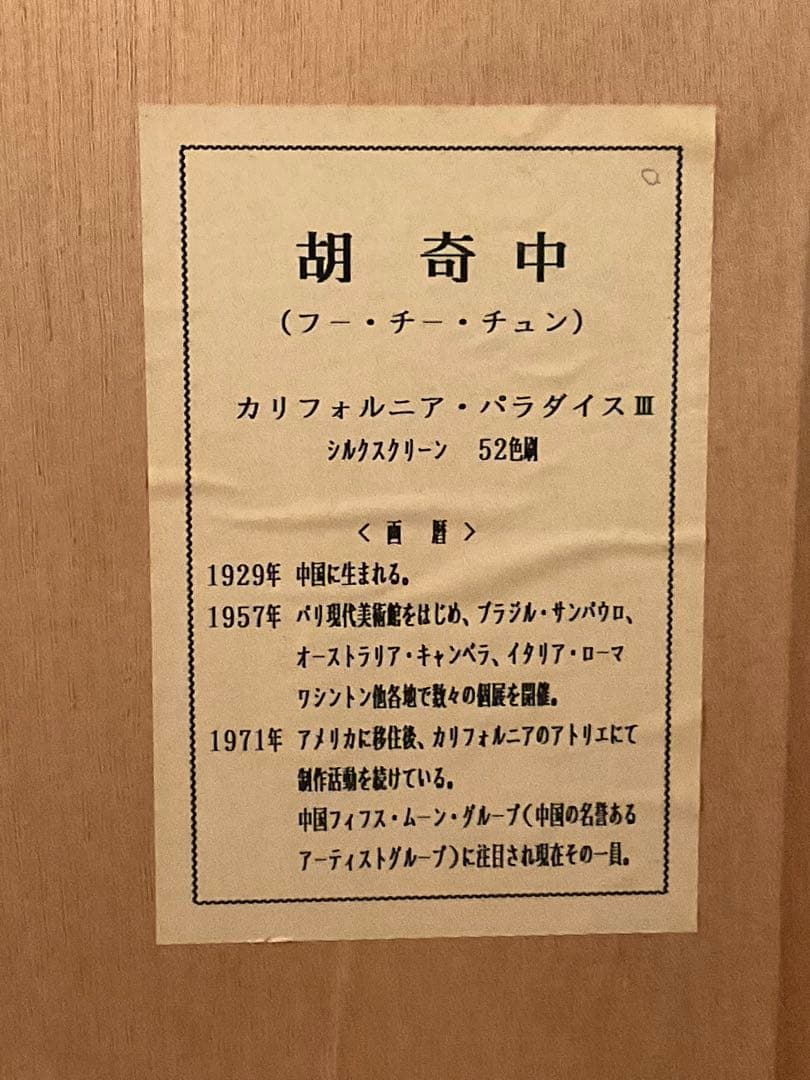 胡 奇中
(フー・チー・チュン)
カリフォルニア・パラダイスⅢ
シルクスクリーン 52色刷
<画 暦>
1929年 中国に生まれる。
1957年 パリ現代美術館をはじめ、ブラジル・サンパウロ、
オーストラリア・キャンベラ、イタリア・ローマ
ワシントン他各地で数々の個展を開催。
1971年 アメリカに移住後、カリフォルニアのアトリエにて
制作活動を続けている。
中国フィフス・ムーン・グループ(中国の名誉ある
アーティストグループ)に注目され現在その一員。